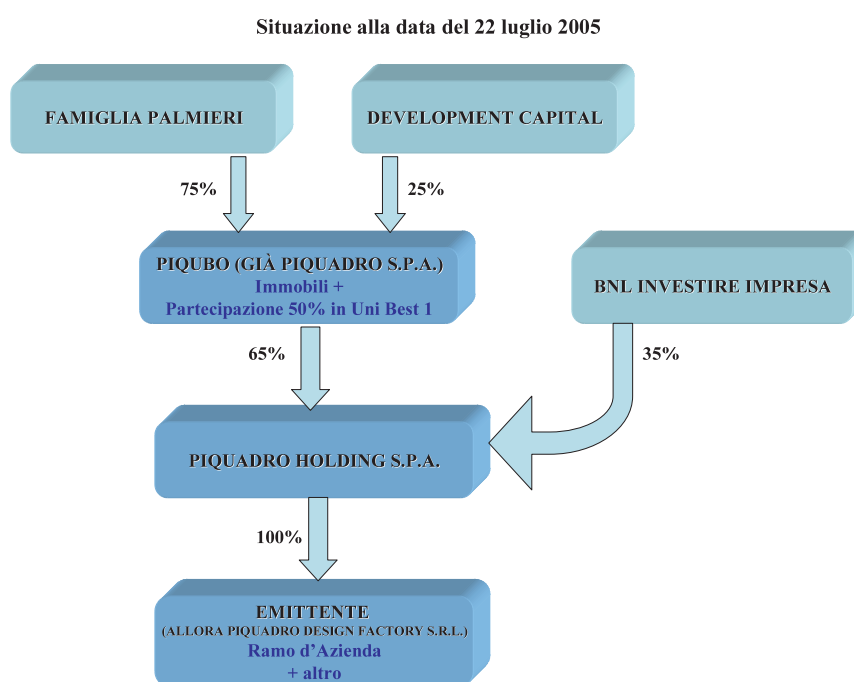 Situazione alla data del 22 luglio 2005
FAMIGLIA PALMIERI
DEVELOPMENT CAPITAL
75%
25%
PIQUBO (GIÀ PIQUADRO S.P.A.)
Immobili +
Partecipazione 50% in Uni Best 1
BNL INVESTIRE IMPRESA
65%
35%
PIQUADRO HOLDING S.P.A.
100%
EMITTENTE
(ALLORA PIQUADRO DESIGN FACTORY S.R.L.)
Ramo d'Azienda
+ altro